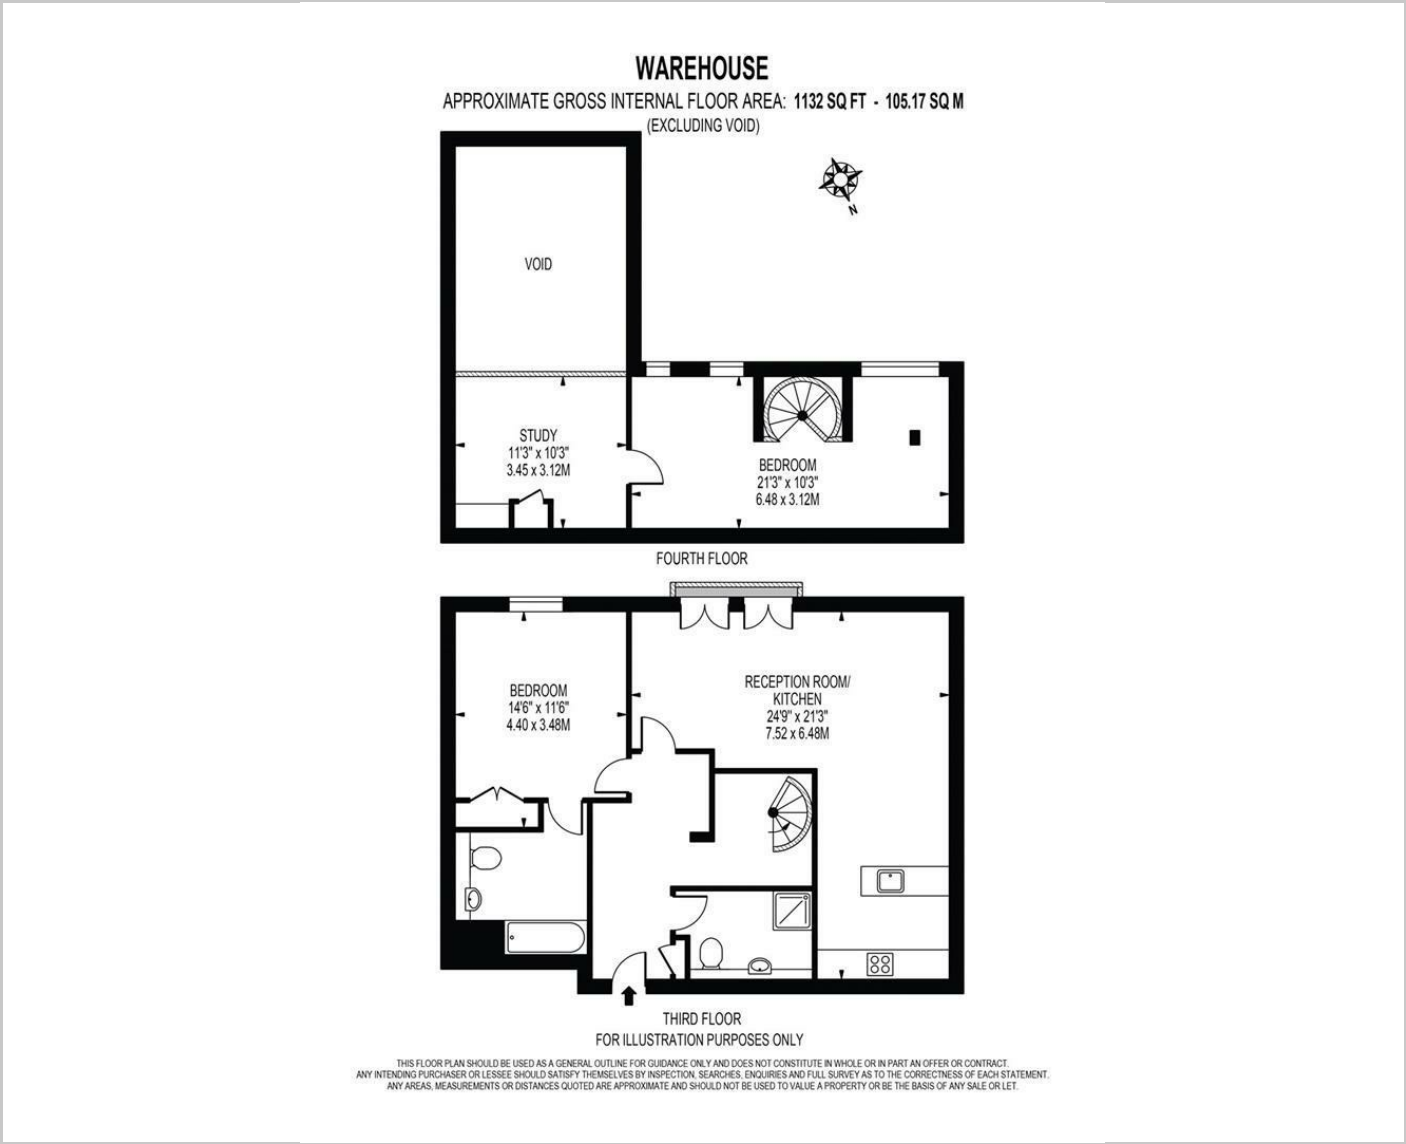 WAREHOUSE
APPROXIMATE GROSS INTERNAL FLOOR AREA: 1132 SQ FT - 105.17 SQ M
(EXCLUDING VOID)
N
VOID
STUDY
11'3" x 10'3"
3.45 x 3.12M
BEDROOM
21'3" x 10'3"
6.48 x 3.12M
FOURTH FLOOR
BEDROOM
14'6" x 11'6"
4.40 x 3.48M
RECEPTION ROOM/
KITCHEN
24'9" x 21'3"
7.52 x 6.48M
THIRD FLOOR
FOR ILLUSTRATION PURPOSES ONLY
THIS FLOOR PLAN SHOULD BE USED AS A GENERAL OUTLINE FOR GUIDANCE ONLY AND DOES NOT CONSTITUTE IN WHOLE OR IN PART AN OFFER OR CONTRACT.
ANY INTENDING PURCHASER OR LESSEE SHOULD SATISFY THEMSELVES BY INSPECTION, SEARCHES, ENQUIRIES AND FULL SURVEY AS TO THE CORRECTNESS OF EACH STATEMENT.
ANY AREAS, MEASUREMENTS OR DISTANCES QUOTED ARE APPROXIMATE AND SHOULD NOT BE USED TO VALUE A PROPERTY OR BE THE BASIS OF ANY SALE OR LET.